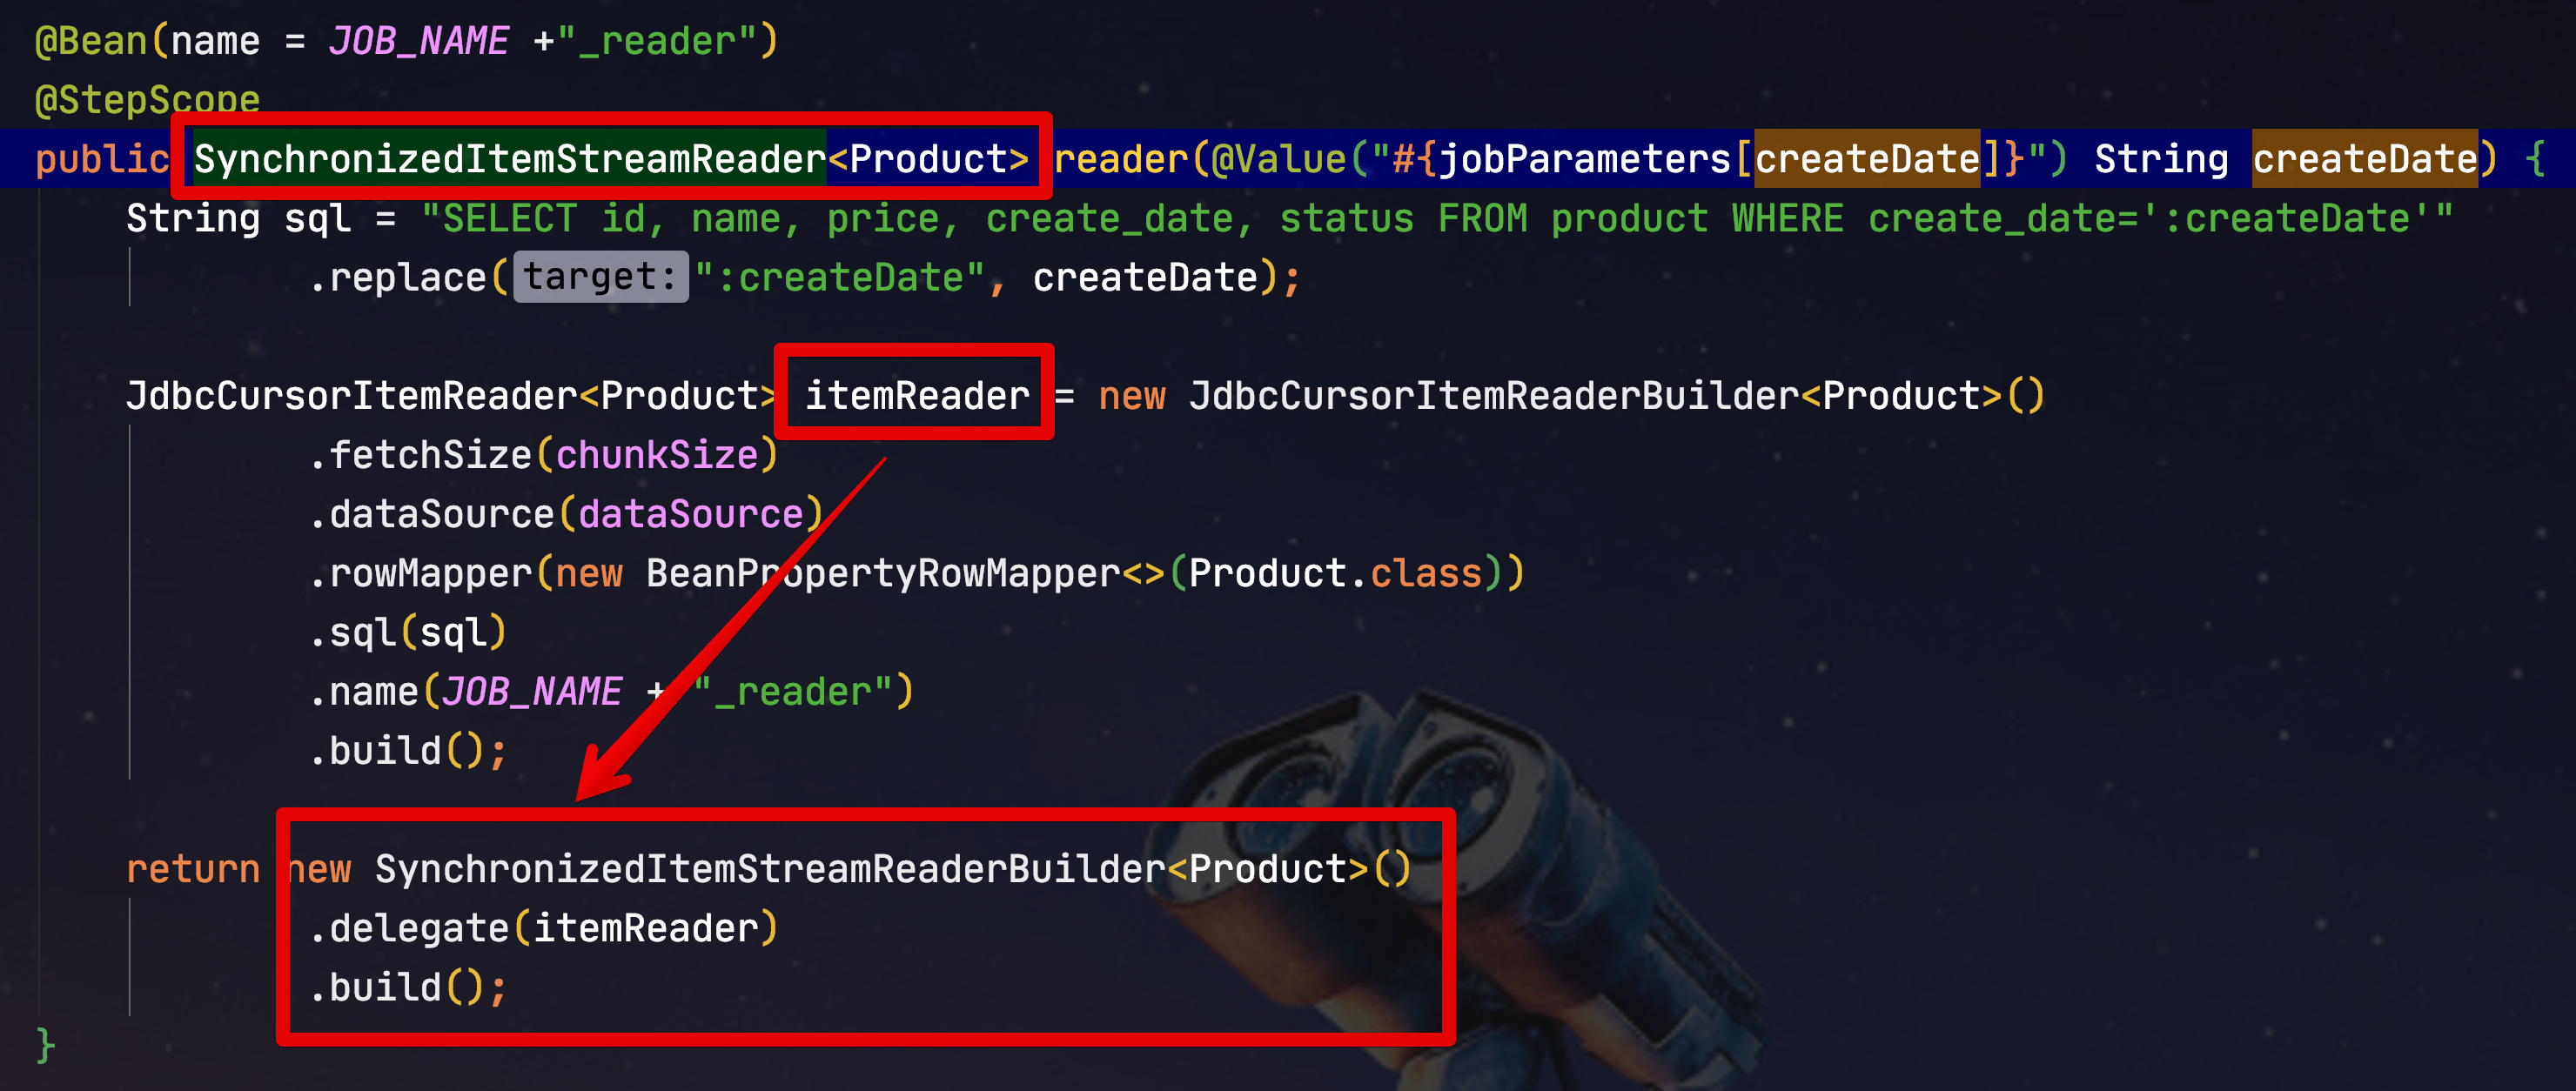 @Bean(name = JOB_NAME +"_reader")
@StepScope
public SynchronizedItemStreamReader<Product> reader(@Value("#{jobParameters[createDate]}") String createDate) {
String sql = "SELECT id, name, price, create_date, status FROM product WHERE create_date=':createDate'"
.replace( target: ":createDate", createDate);
JdbcCursorItemReader<Product> itemReader = new JdbcCursorItemReaderBuilder<Product>()
.fetchSize(chunkSize)
.dataSource(dataSource)
.rowMapper(new BeanPropertyRowMapper<>(Product.class))
.sql(sql)
.name(JOB_NAME + "_reader")
.build();
return new SynchronizedItemStreamReaderBuilder<Product>()
.delegate(itemReader)
.build();
}